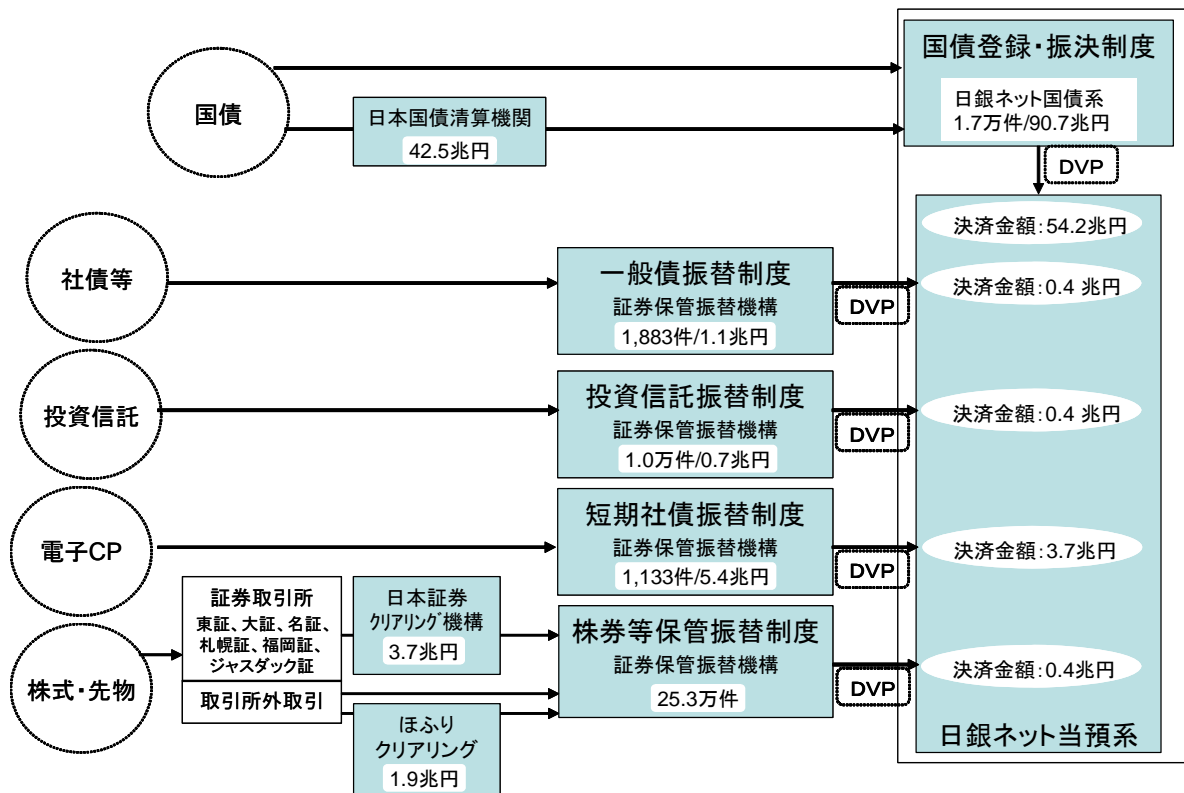 国債
日本国債清算機関
42.5兆円
国債登録・振決制度
日銀ネット国債系
1.7万件/90.7兆円
DVP
決済金額:54.2兆円
社債等
一般債振替制度
証券保管振替機構
1,883件/1.1兆円
DVP
決済金額:0.4 兆円
投資信託
投資信託振替制度
証券保管振替機構
1.0万件/0.7兆円
DVP
決済金額:0.4 兆円
電子CP
短期社債振替制度
証券保管振替機構
1,133件/5.4兆円
DVP
決済金額:3.7兆円
株式・先物
証券取引所
東証、大証、名証、
札幌証、福岡証、
ジャスダック証
取引所外取引
日本証券
クリアリング機構
3.7兆円
ほふり
クリアリング
1.9兆円
株券等保管振替制度
証券保管振替機構
25.3万件
DVP
決済金額:0.4兆円
日銀ネット当預系